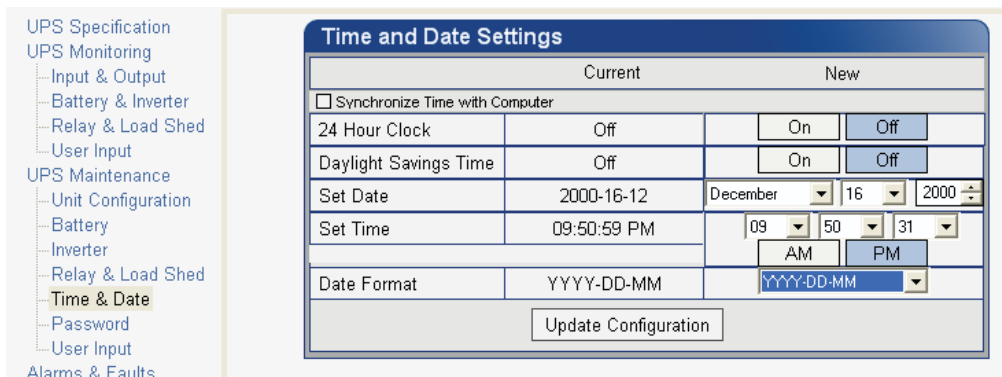 UPS Specification
UPS Monitoring
Input & Output
Battery & Inverter
Relay & Load Shed
User Input
UPS Maintenance
Unit Configuration
Battery
Inverter
Relay & Load Shed
Time & Date
Password
User Input
Alarms & Faults
Time and Date Settings
Current New
Synchronize Time with Computer
24 Hour Clock Off On Off
Daylight Savings Time Off On Off
Set Date 2000-16-12 December 16 2000
Set Time 09:50:59 PM 09 50 31
AM PM
Date Format YYYY-DD-MM YYYY-DD-MM
Update Configuration